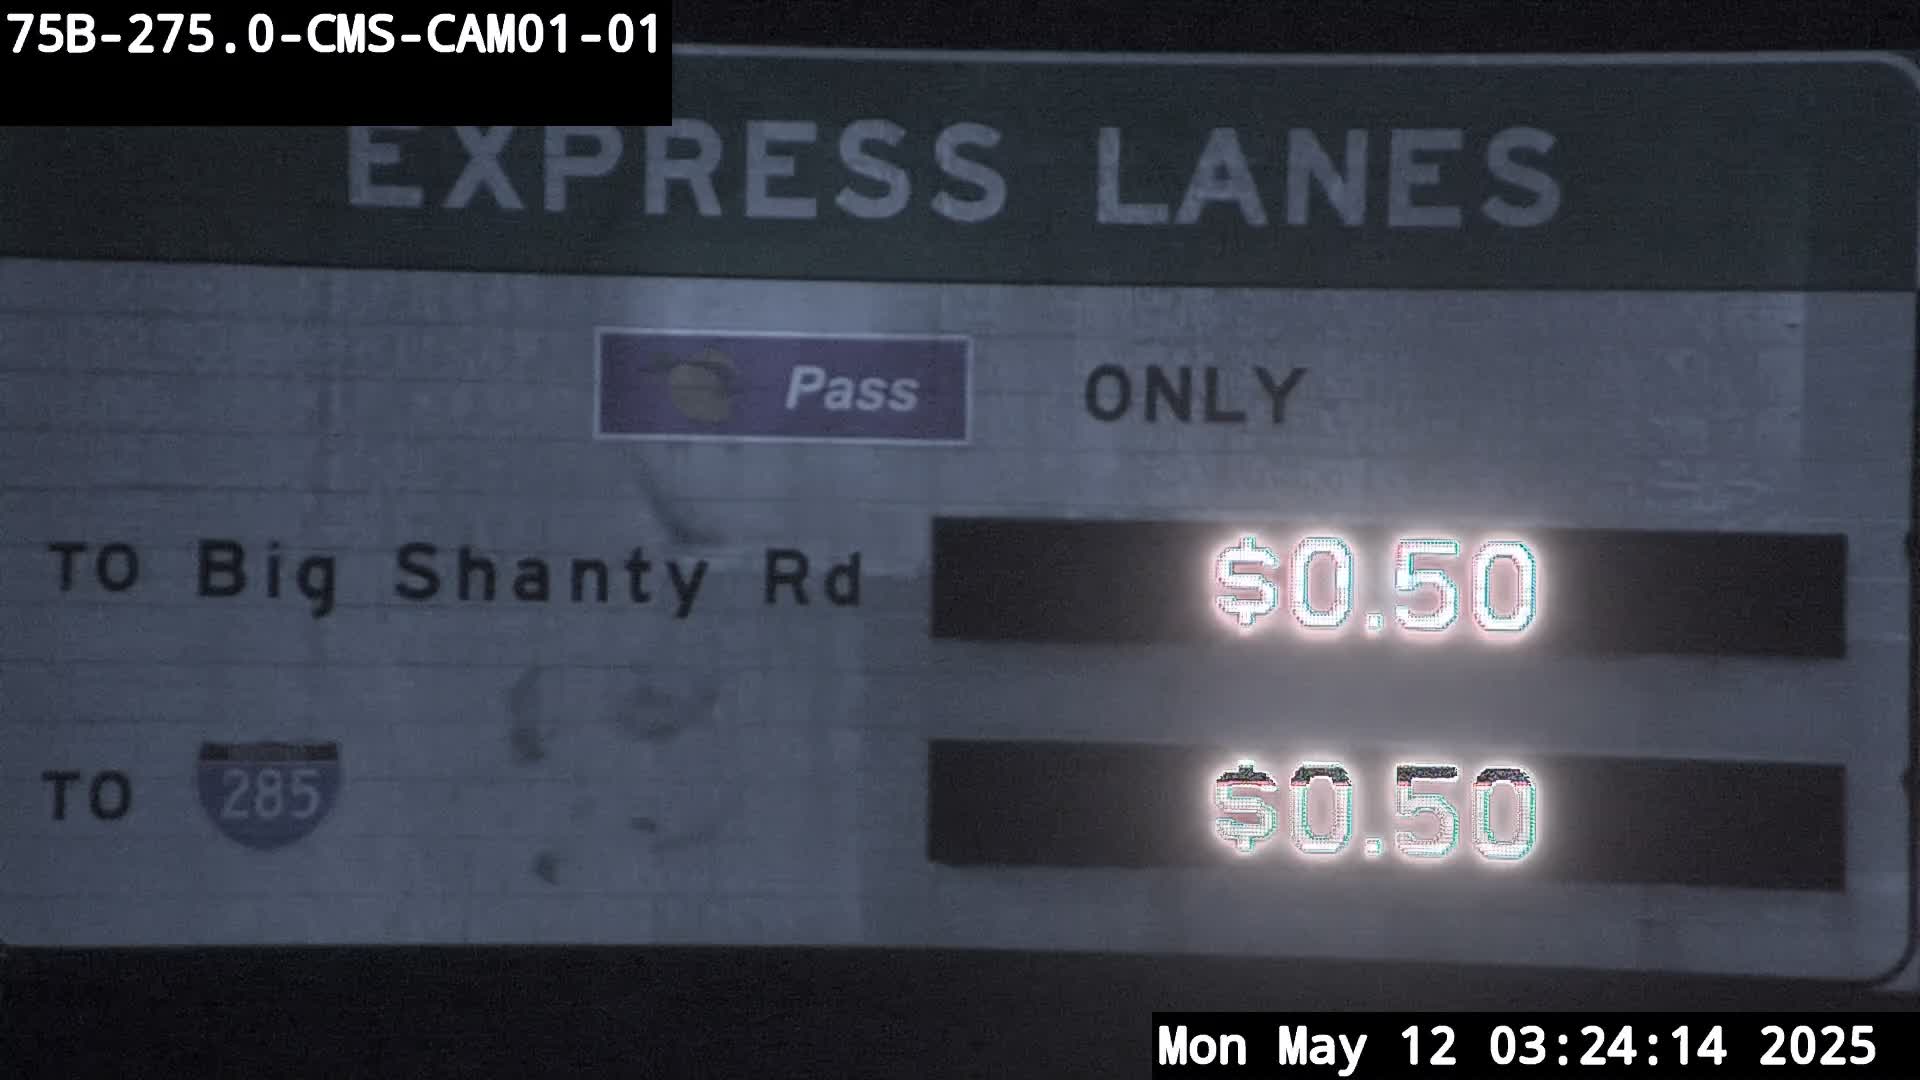 75B-275.0-CMS-CAM01-01
EXPRESS LANES
Pass ONLY
TO Big Shanty Rd $0.50
TO 285 $0.50
Mon May 12 03:24:14 2025